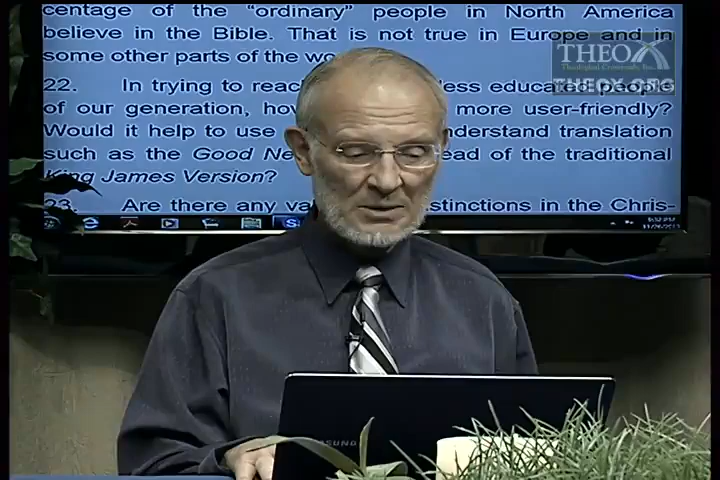 centage of the “ordinary” people in North America
believe in the Bible. That is not true in Europe and in
some other parts of the wo
THEOX
THEOX.ORG
22. In trying to reac less educated people
of our generation, how more user-friendly?
Would it help to use nderstand translation
such as the Good Ne ead of the traditional
King James Version?
23. Are there any va stinctions in the Chris-
SAMSUNG